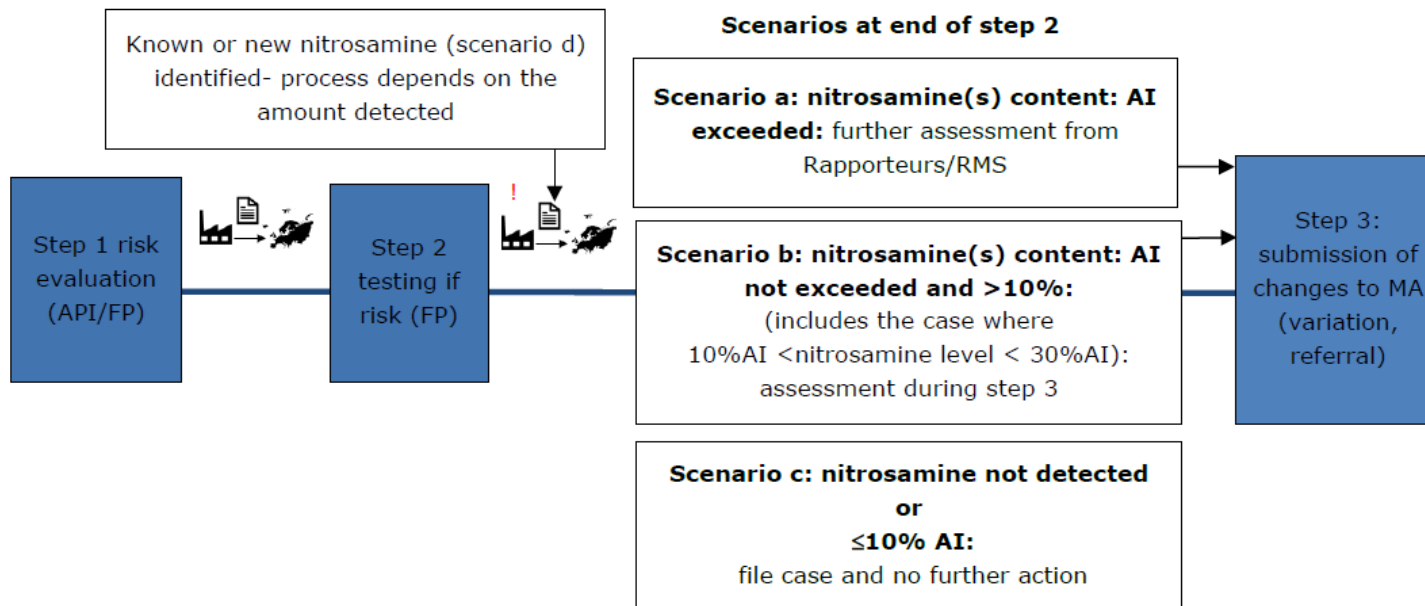 Known or new nitrosamine (scenario d)
identified- process depends on the
amount detected
Scenarios at end of step 2
Scenario a: nitrosamine(s) content: AI
exceeded: further assessment from
Rapporteurs/RMS
Step 1 risk
evaluation
(API/FP)
Step 2
testing if
risk (FP)
!
Scenario b: nitrosamine(s) content: AI
not exceeded and >10%:
(includes the case where
10%AI <nitrosamine level < 30%AI):
assessment during step 3
Step 3:
submission of
changes to MA
(variation,
referral)
Scenario c: nitrosamine not detected
or
≤10% AI:
file case and no further action